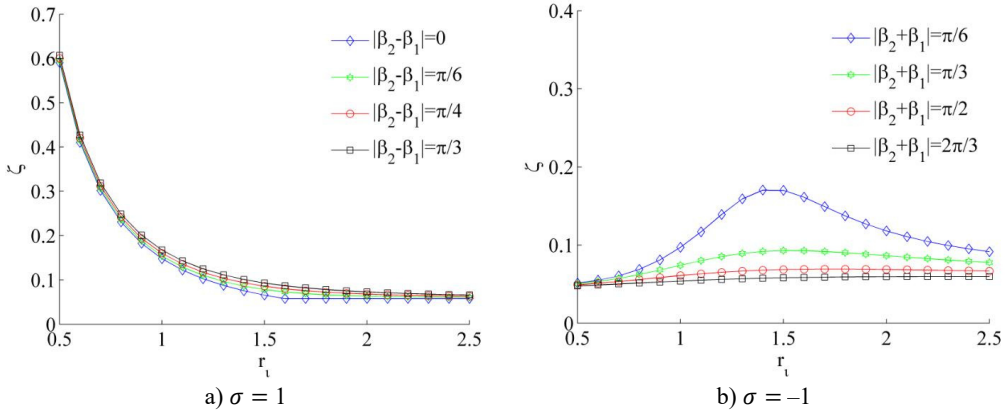 0.7
0.6
0.5
0.4
0.3
0.2
0.1
0
ζ
0.5 1 1.5 2 2.5
r_ι
|β₂-β₁|=0
|β₂-β₁|=π/6
|β₂-β₁|=π/4
|β₂-β₁|=π/3
a) σ = 1
0.4
0.3
0.2
0.1
0
ζ
0.5 1 1.5 2 2.5
r_ι
|β₂+β₁|=π/6
|β₂+β₁|=π/3
|β₂+β₁|=π/2
|β₂+β₁|=2π/3
b) σ = –1